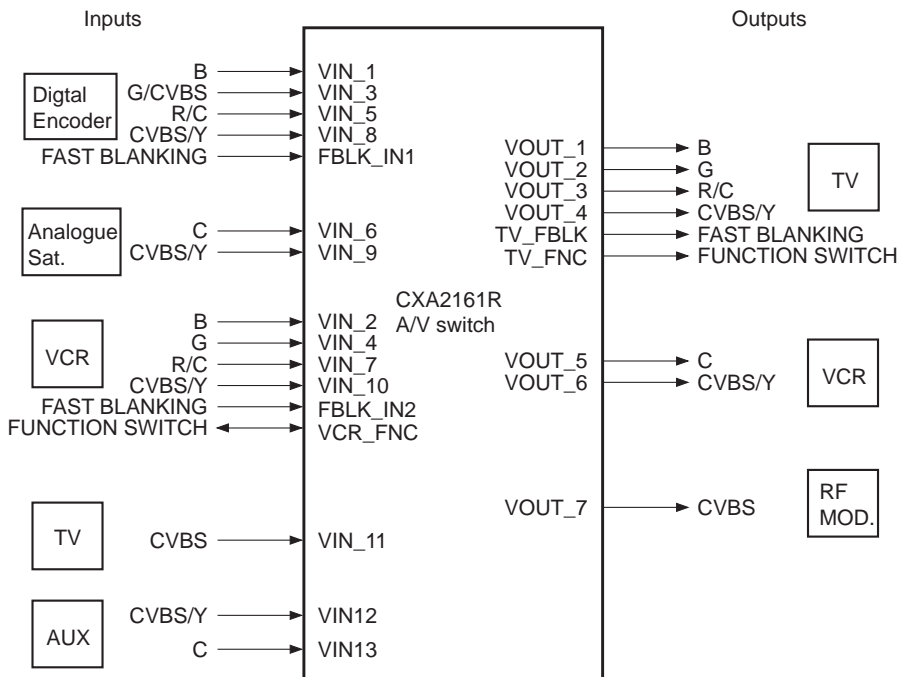 Inputs
Outputs
Digtal
Encoder
B
G/CVBS
R/C
CVBS/Y
FAST BLANKING
VIN_1
VIN_3
VIN_5
VIN_8
FBLK_IN1
Analogue
Sat.
C
CVBS/Y
VIN_6
VIN_9
VCR
B
G
R/C
CVBS/Y
FAST BLANKING
FUNCTION SWITCH
VIN_2
VIN_4
VIN_7
VIN_10
FBLK_IN2
VCR_FNC
TV
CVBS
VIN_11
AUX
CVBS/Y
C
VIN12
VIN13
CXA2161R
A/V switch
VOUT_1
VOUT_2
VOUT_3
VOUT_4
TV_FBLK
TV_FNC
B
G
R/C
CVBS/Y
FAST BLANKING
FUNCTION SWITCH
TV
VOUT_5
VOUT_6
C
CVBS/Y
VCR
VOUT_7
CVBS
RF
MOD.